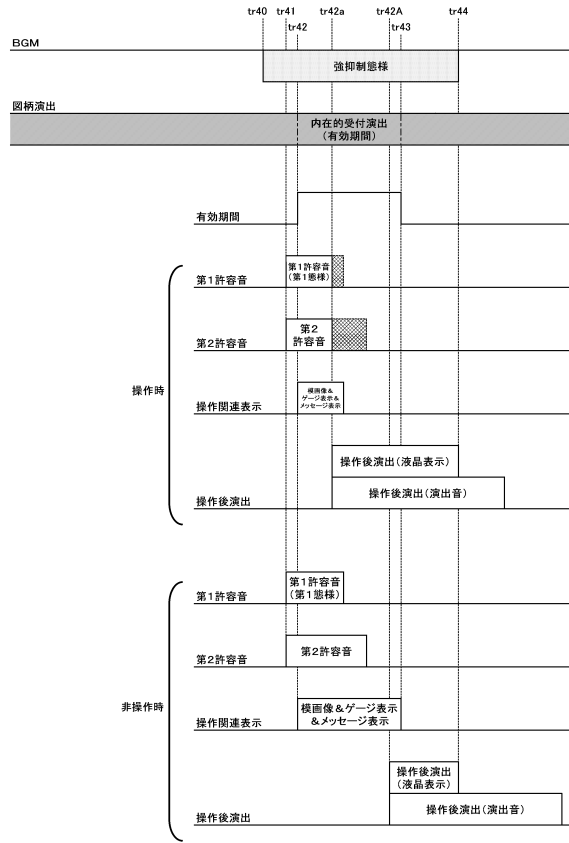 tr40 tr41 tr42a tr42A tr44
tr42 tr43
BGM
強抑制態様
図柄演出
内在的受付演出
(有効期間)
有効期間
操作時
第1許容音
第1許容音
(第1態様)
第2許容音
第2
許容音
操作関連表示
模画像&
ゲージ表示&
メッセージ表示
操作後演出(液晶表示)
操作後演出
操作後演出(演出音)
非操作時
第1許容音
第1許容音
(第1態様)
第2許容音
第2許容音
操作関連表示
模画像&ゲージ表示
&メッセージ表示
操作後演出
(液晶表示)
操作後演出
操作後演出(演出音)